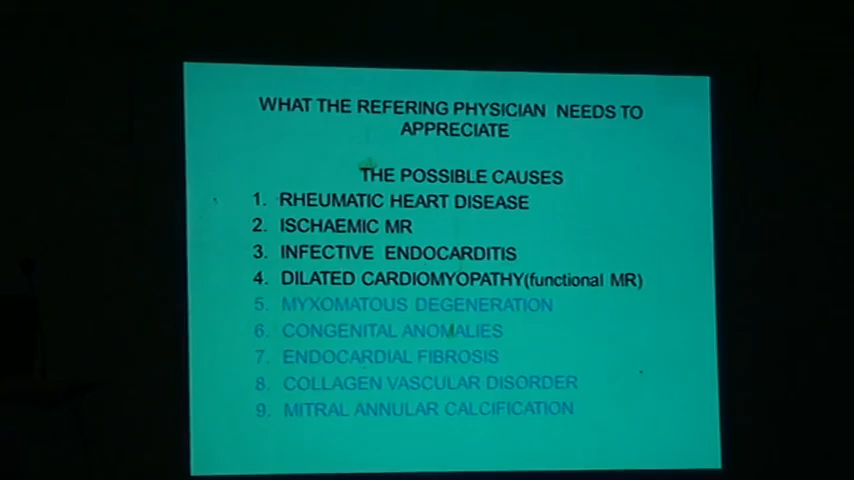 WHAT THE REFERING PHYSICIAN NEEDS TO
APPRECIATE
THE POSSIBLE CAUSES
1. RHEUMATIC HEART DISEASE
2. ISCHAEMIC MR
3. INFECTIVE ENDOCARDITIS
4. DILATED CARDIOMYOPATHY(functional MR)
5. MYXOMATOUS DEGENERATION
6. CONGENITAL ANOMALIES
7. ENDOCARDIAL FIBROSIS
8. COLLAGEN VASCULAR DISORDER
9. MITRAL ANNULAR CALCIFICATION